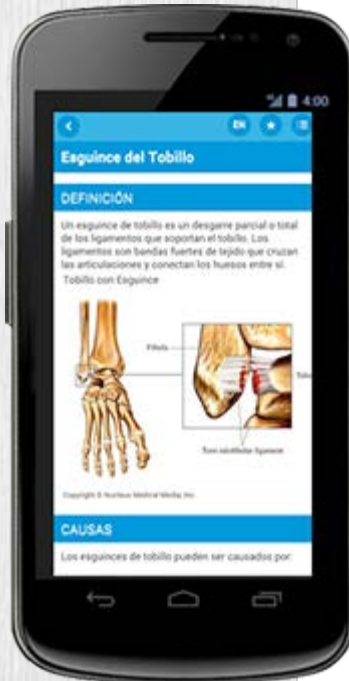 4:00
EN
Esguince del Tobillo
DEFINICIÓN
Un esguince de tobillo es un desgarre parcial o total
de los ligamentos que soportan el tobillo. Los
ligamentos son bandas fuertes de tejido que cruzan
las articulaciones y conectan los huesos entre sí.
Tobillo con Esguince
Fibula
Torn talofibular ligament
Copyright © Nucleus Medical Media, Inc.
CAUSAS
Los esguinces de tobillo pueden ser causados por: